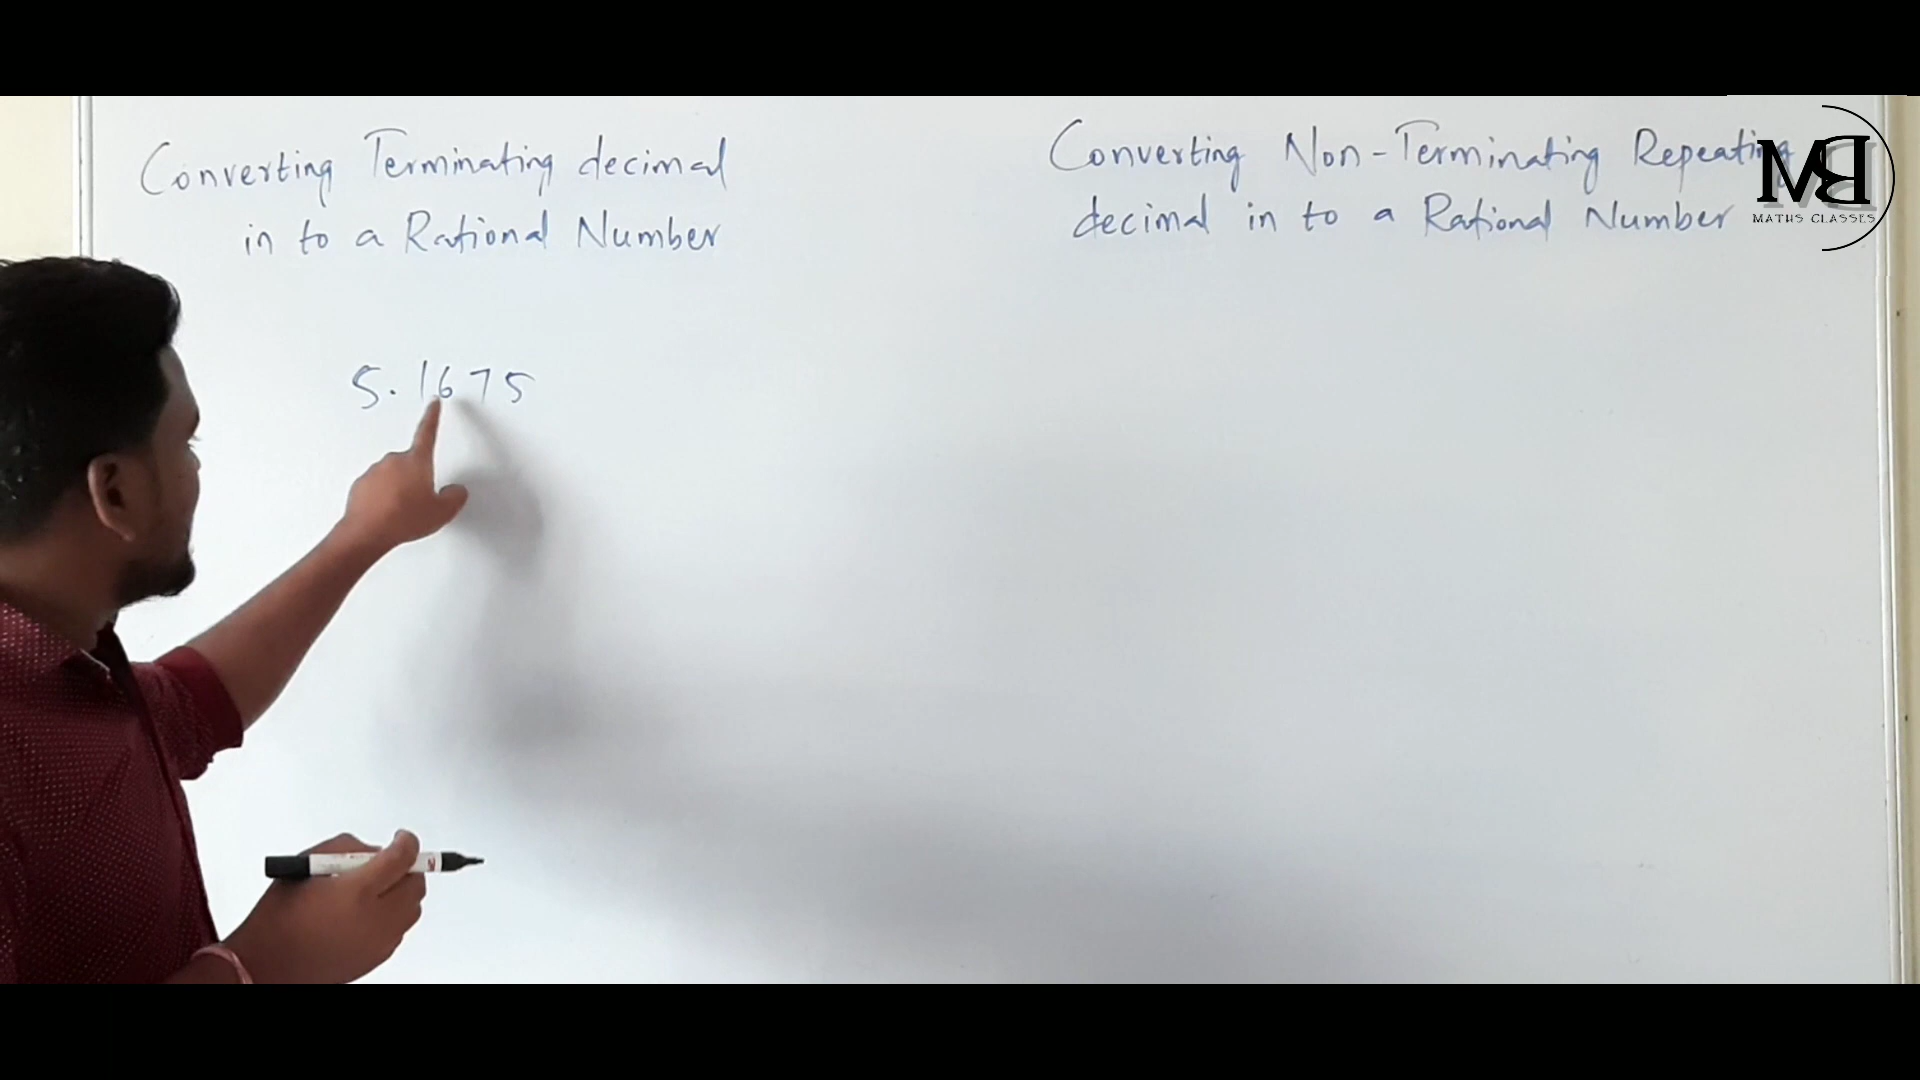 Converting Terminating decimal
in to a Rational Number
5.1675
Converting Non-Terminating Repeating
decimal in to a Rational Number
MB
MATHS CLASSES